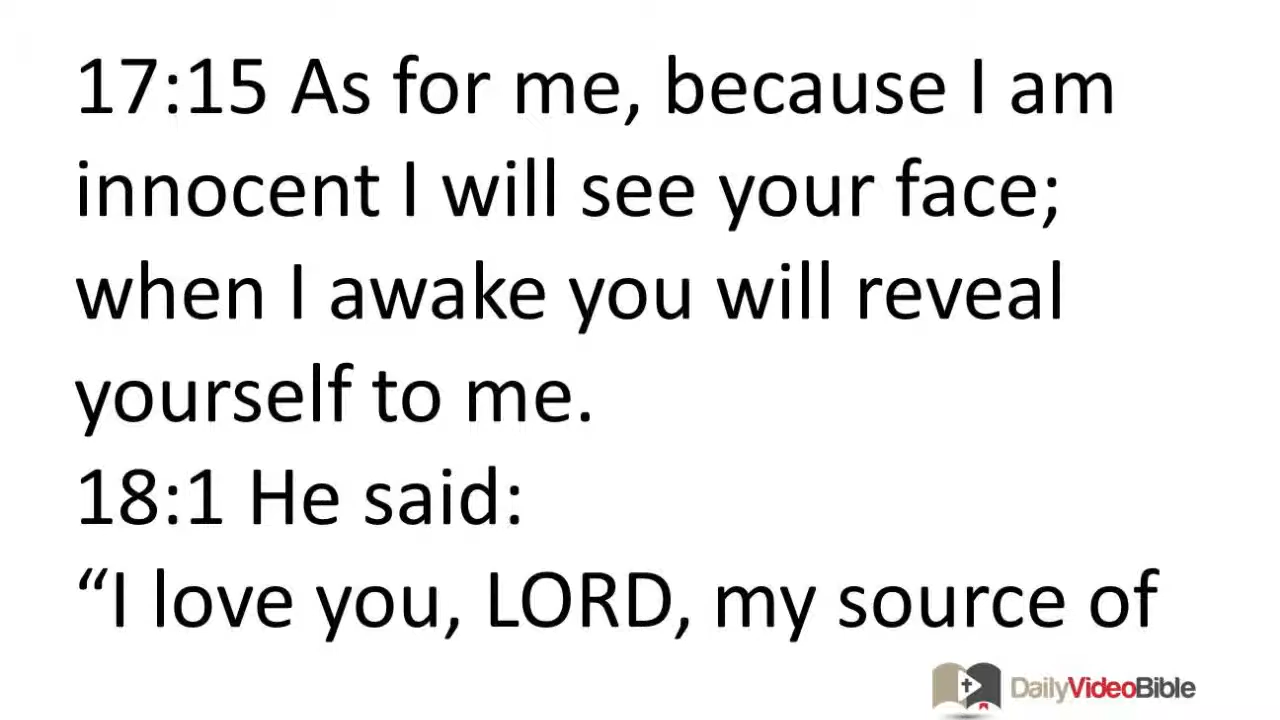 17:15 As for me, because I am
innocent I will see your face;
when I awake you will reveal
yourself to me.
18:1 He said:
“I love you, LORD, my source of
DailyVideoBible